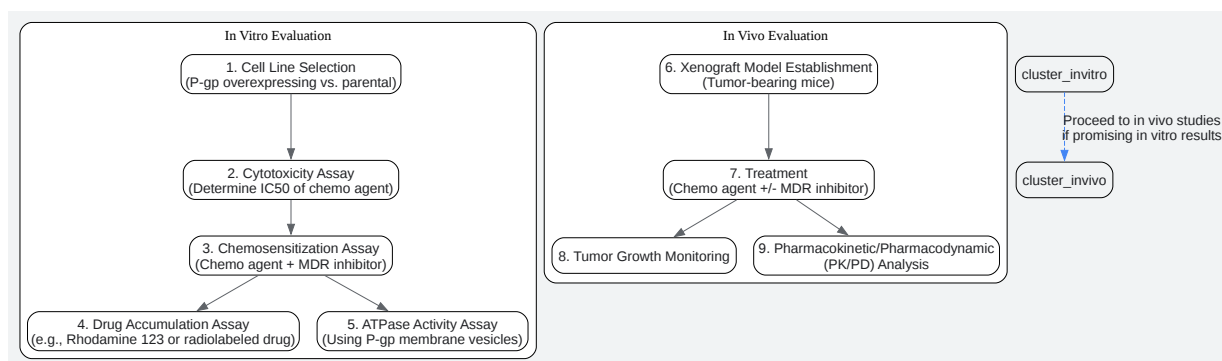 In Vitro Evaluation
1. Cell Line Selection
(P-gp overexpressing vs. parental)
2. Cytotoxicity Assay
(Determine IC50 of chemo agent)
3. Chemosensitization Assay
(Chemo agent + MDR inhibitor)
4. Drug Accumulation Assay
(e.g., Rhodamine 123 or radiolabeled drug)
5. ATPase Activity Assay
(Using P-gp membrane vesicles)
In Vivo Evaluation
6. Xenograft Model Establishment
(Tumor-bearing mice)
7. Treatment
(Chemo agent +/- MDR inhibitor)
8. Tumor Growth Monitoring
9. Pharmacokinetic/Pharmacodynamic
(PK/PD) Analysis
cluster_invitro
Proceed to in vivo studies
if promising in vitro results
cluster_invivo